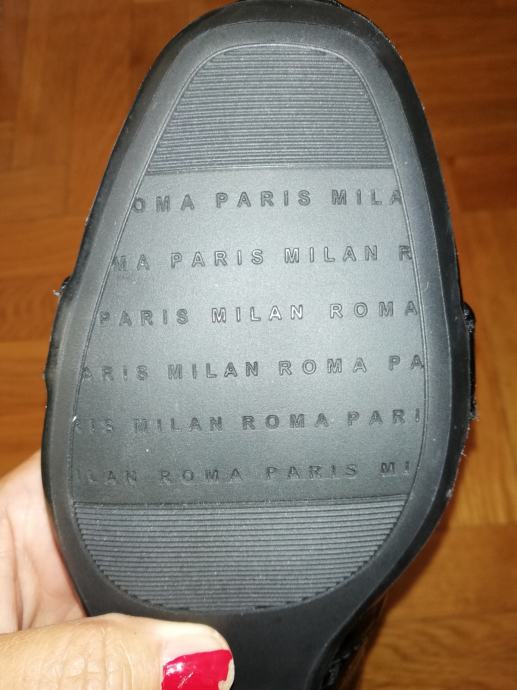 OMA PARIS MILA
MA PARIS MILAN R
PARIS MILAN ROMA
ARIS MILAN ROMA PA
RIS MILAN ROMA PARI
LAN ROMA PARIS MI